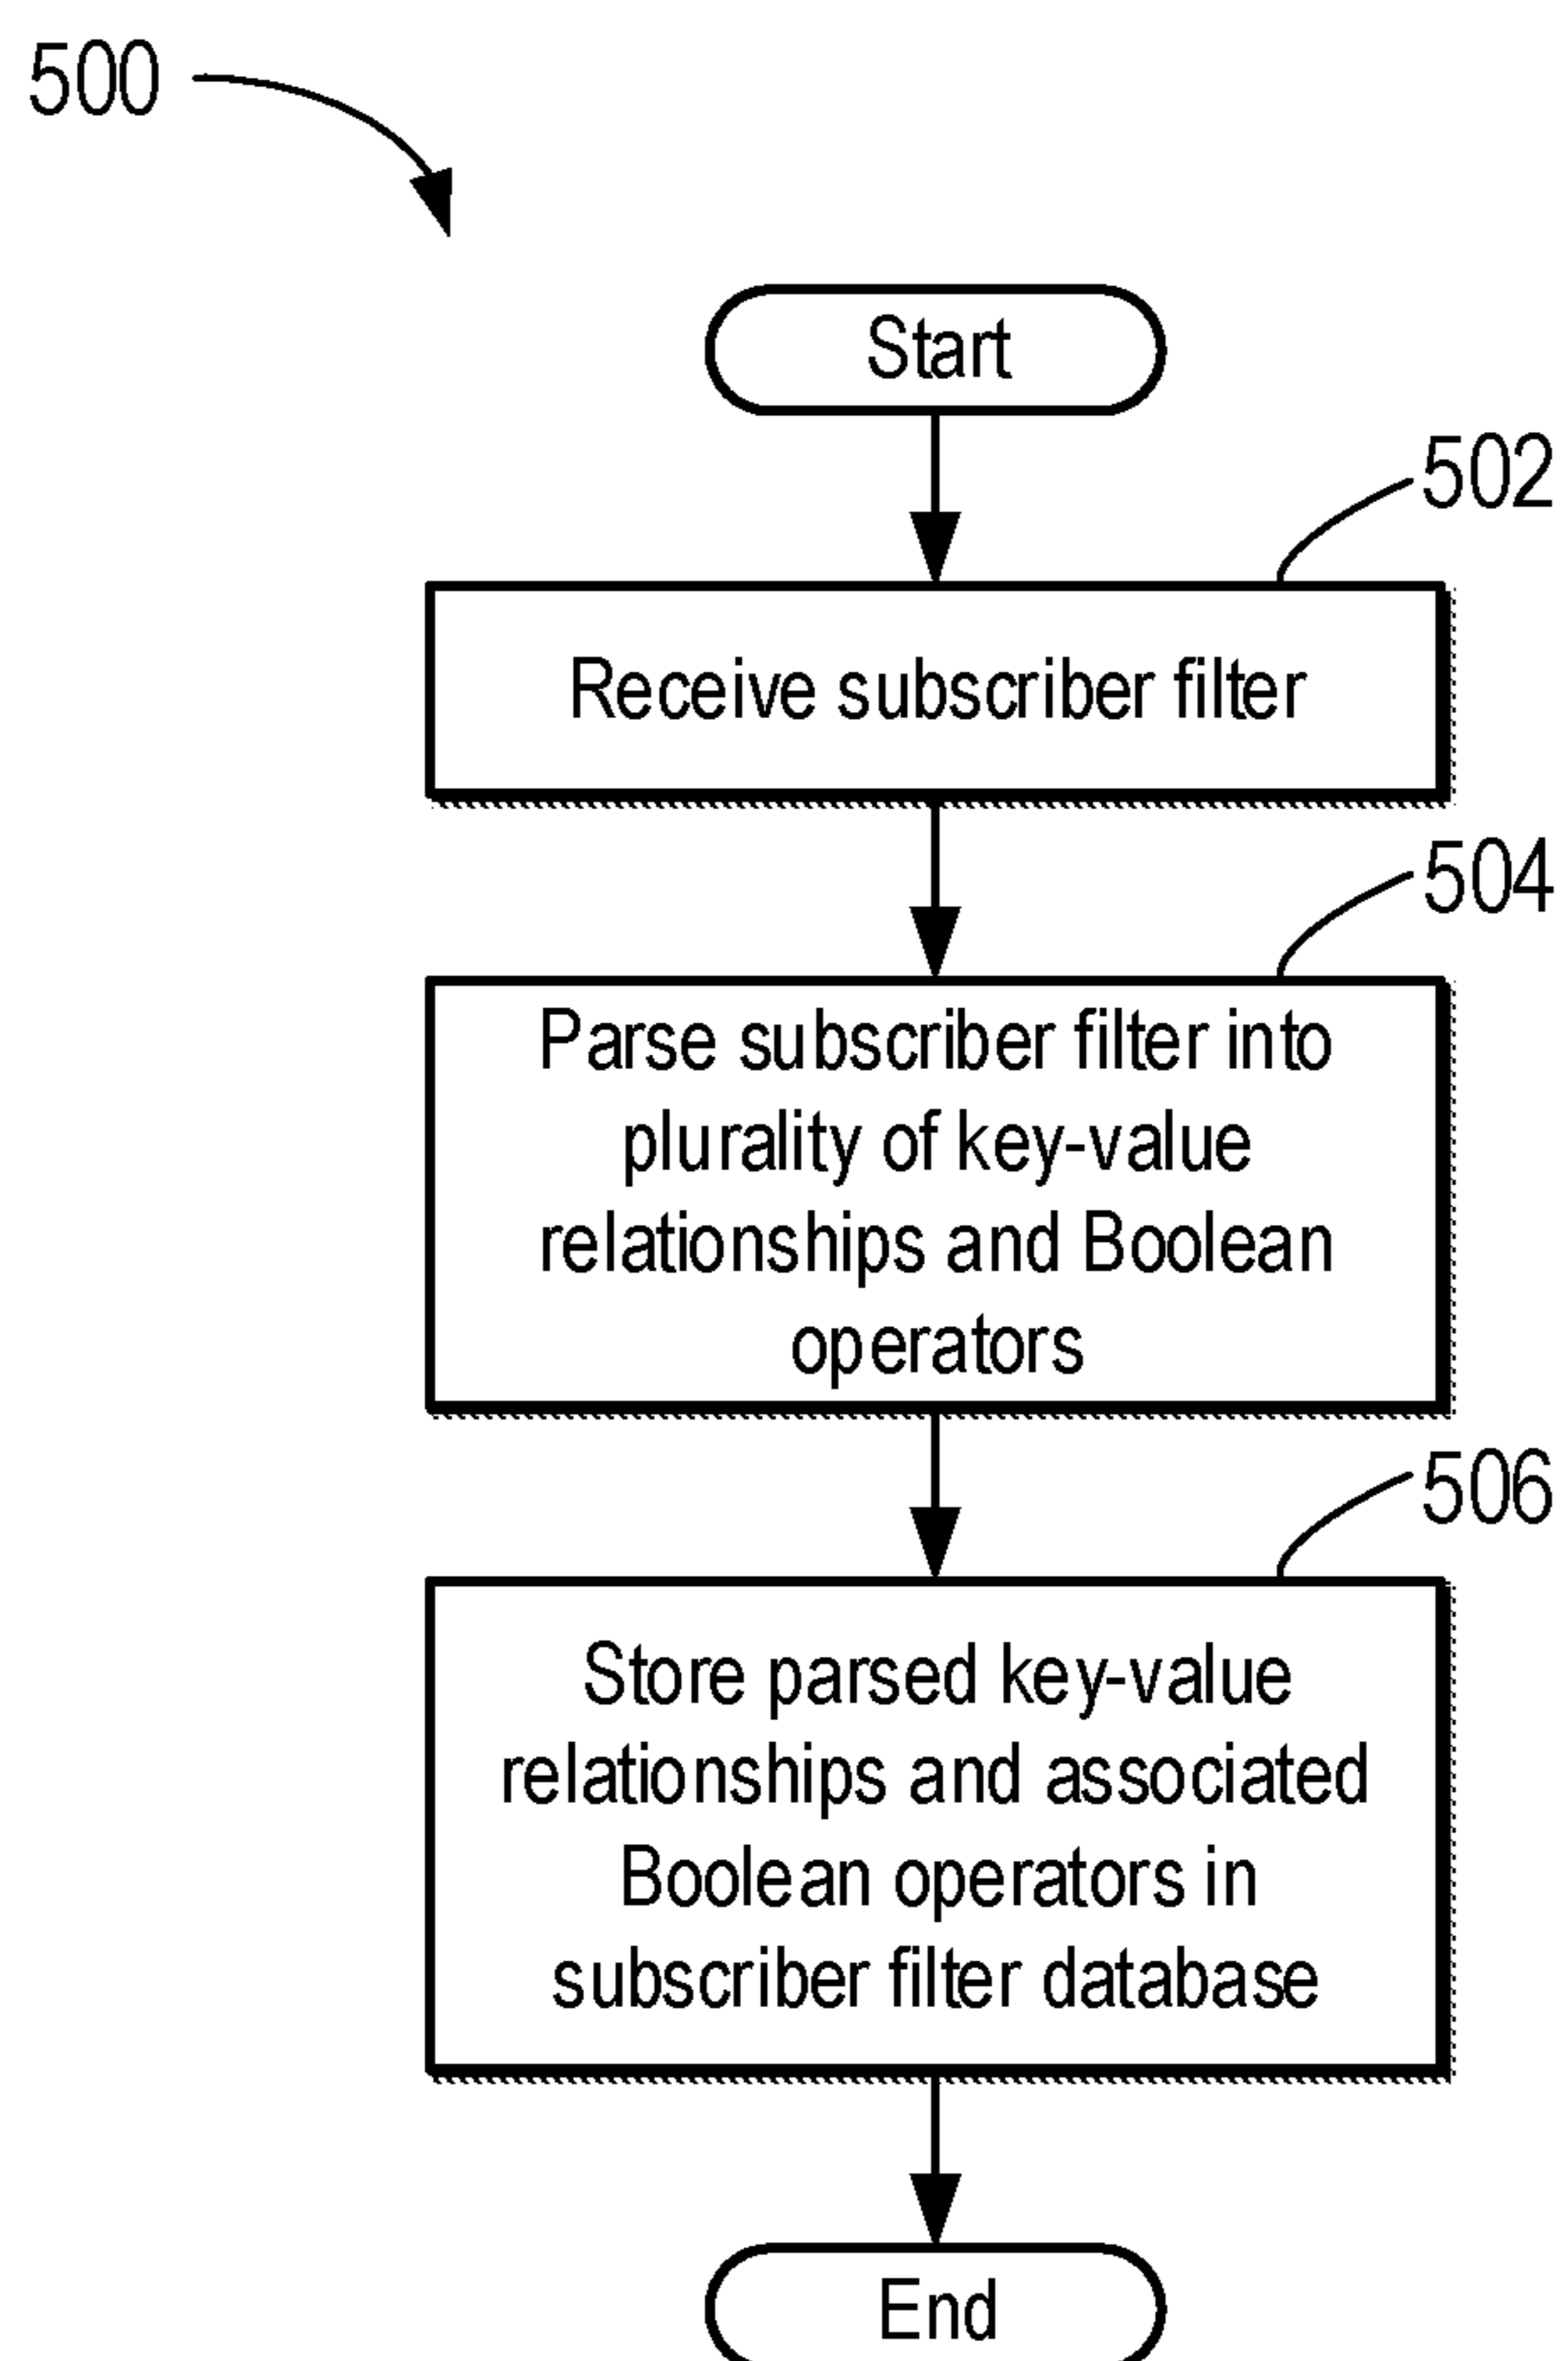 500
Start
502
Receive subscriber filter
504
Parse subscriber filter into
plurality of key-value
relationships and Boolean
operators
506
Store parsed key-value
relationships and associated
Boolean operators in
subscriber filter database
End